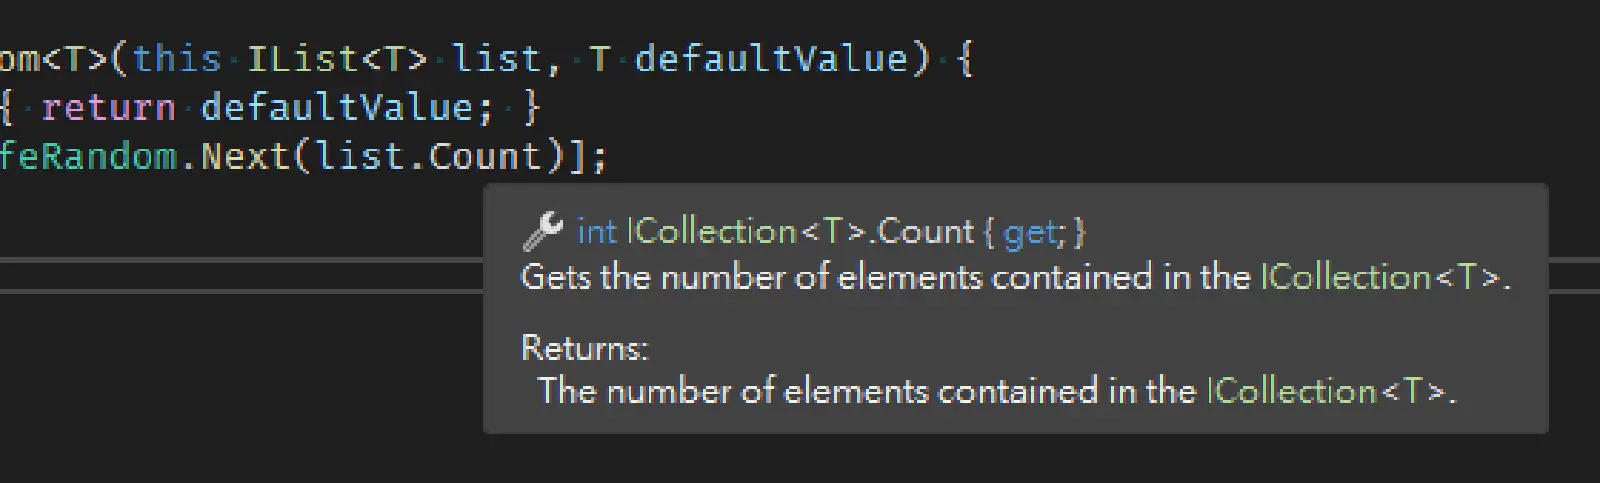 om<T>(this IList<T> list, T defaultValue) {
{ return defaultValue; }
feRandom.Next(list.Count)];
int ICollection<T>.Count { get; }
Gets the number of elements contained in the ICollection<T>.
Returns:
The number of elements contained in the ICollection<T>.